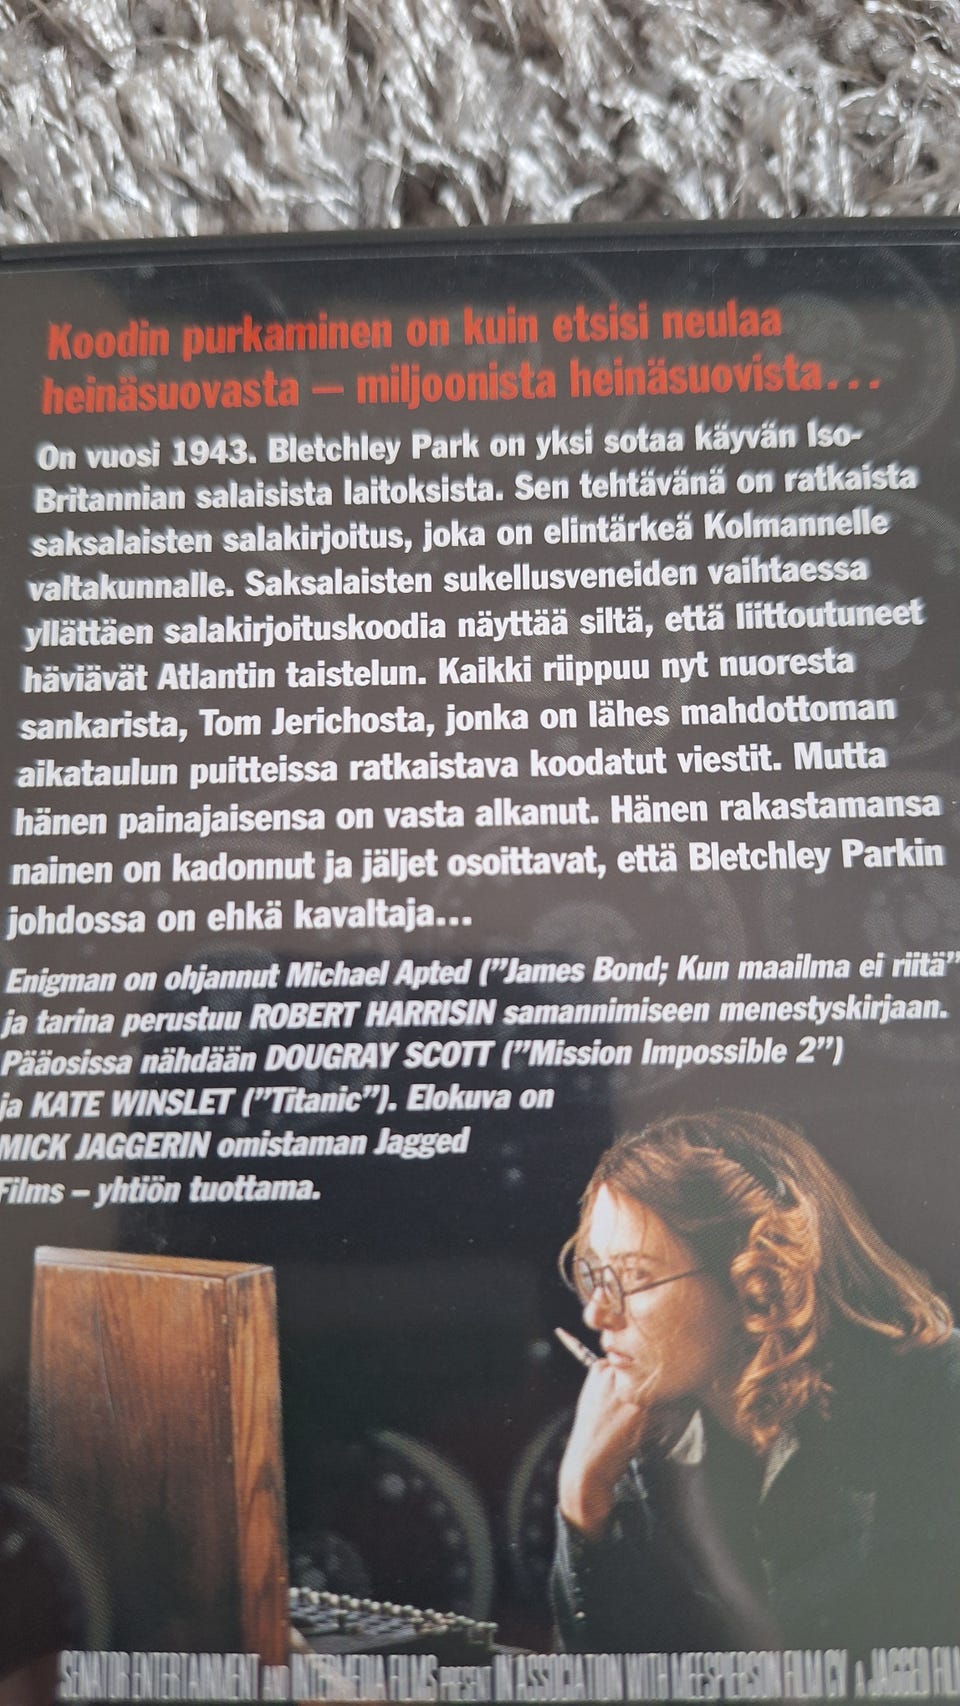 Koodin purkaminen on kuin etsisi neulaa
heinäsuovasta – miljoonista heinäsuovista...
On vuosi 1943. Bletchley Park on yksi sotaa käyvän Iso-
Britannian salaisista laitoksista. Sen tehtävänä on ratkaista
saksalaisten salakirjoitus, joka on elintärkeä Kolmannelle
valtakunnalle. Saksalaisten sukellusveneiden vaihtaessa
yllättäen salakirjoituskoodia näyttää siltä, että liittoutuneet
häviävät Atlantin taistelun. Kaikki riippuu nyt nuoresta
sankarista, Tom Jerichosta, jonka on lähes mahdottoman
aikataulun puitteissa ratkaistava koodatut viestit. Mutta
hänen painajaisensa on vasta alkanut. Hänen rakastamansa
nainen on kadonnut ja jäljet osoittavat, että Bletchley Parkin
johdossa on ehkä kavaltaja...
Enigman on ohjannut Michael Apted (”James Bond; Kun maailma ei riitä”
ja tarina perustuu ROBERT HARRISIN samannimiseen menestyskirjaan.
Pääosissa nähdään DOUGRAY SCOTT (”Mission Impossible 2”)
ja KATE WINSLET (”Titanic”). Elokuva on
MICK JAGGERIN omistaman Jagged
Films – yhtiön tuottama.
SENATOR ENTERTAINMENT AND INTERMEDIA FILMS PRESENT IN ASSOCIATION WITH MEESPIERSON FILM CV A JAGGED